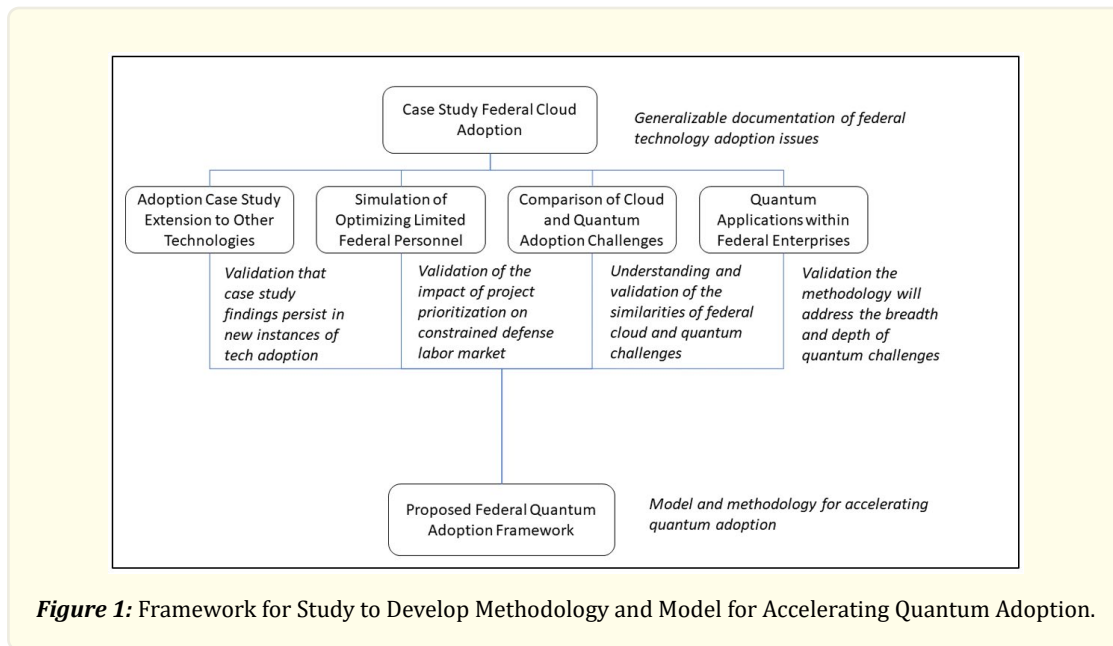 Case Study Federal Cloud
Adoption
Generalizable documentation of federal
technology adoption issues
Adoption Case Study
Extension to Other
Technologies
Simulation of
Optimizing Limited
Federal Personnel
Comparison of Cloud
and Quantum
Adoption Challenges
Quantum
Applications within
Federal Enterprises
Validation that
case study
findings persist in
new instances of
tech adoption
Validation of the
impact of project
prioritization on
constrained defense
labor market
Understanding and
validation of the
similarities of federal
cloud and quantum
challenges
Validation the
methodology will
address the breadth
and depth of
quantum challenges
Proposed Federal Quantum
Adoption Framework
Model and methodology for accelerating
quantum adoption
Figure 1: Framework for Study to Develop Methodology and Model for Accelerating Quantum Adoption.